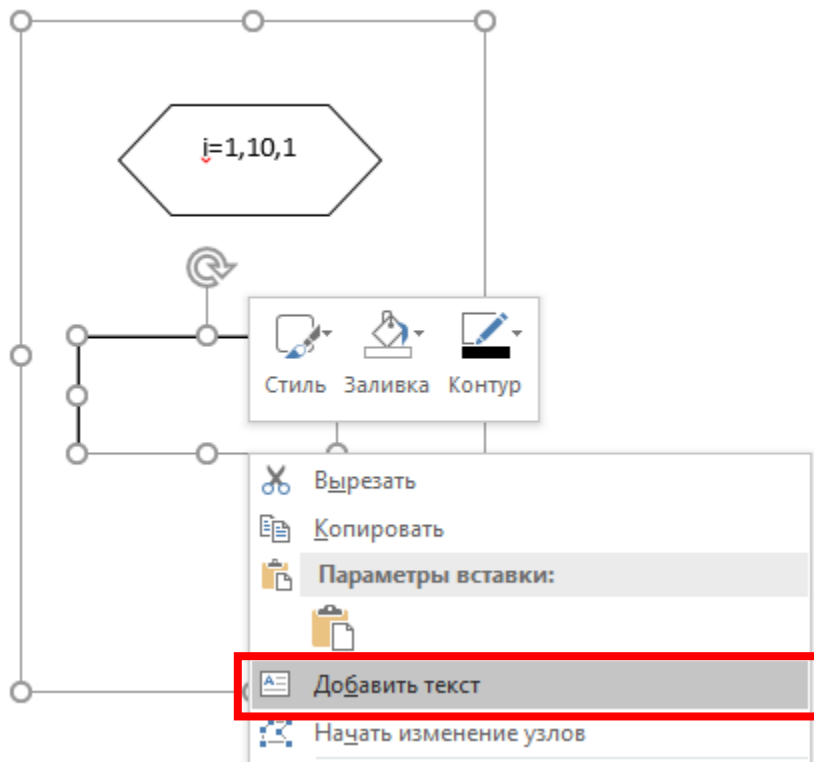 i=1,10,1
Стиль Заливка Контур
Вырезать
Копировать
Параметры вставки:
Добавить текст
Начать изменение узлов